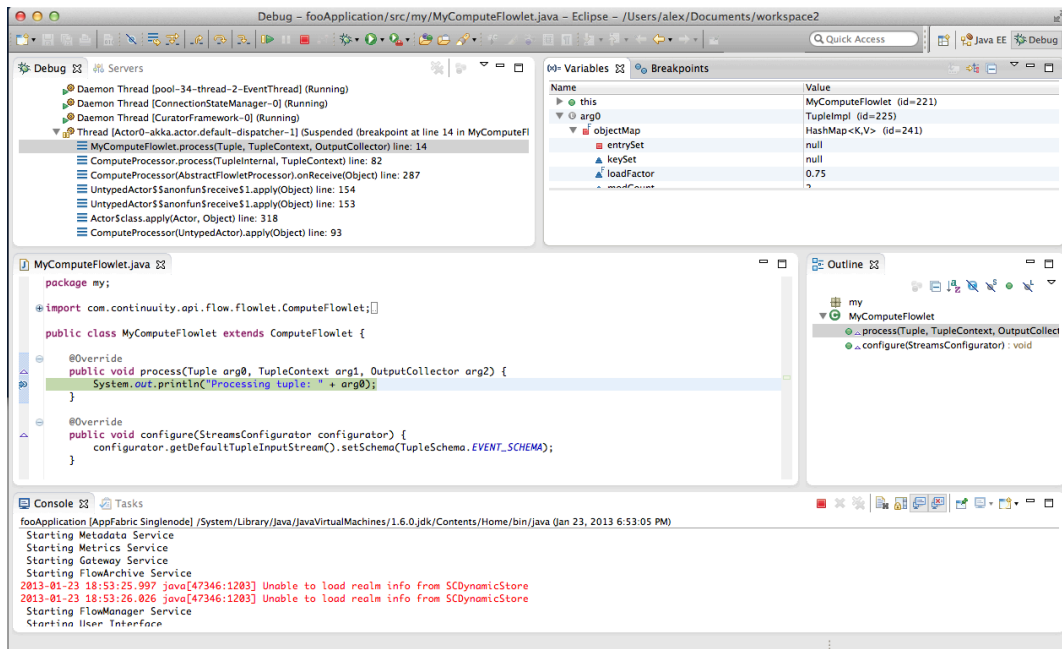 Debug – fooApplication/src/my/MyComputeFlowlet.java – Eclipse – /Users/alex/Documents/workspace2
Quick Access
Java EE
Debug
Debug
Servers
Daemon Thread [pool-34-thread-2-EventThread] (Running)
Daemon Thread [ConnectionStateManager-0] (Running)
Daemon Thread [CuratorFramework-0] (Running)
Thread [Actor0-akka.actor.default-dispatcher-1] (Suspended (breakpoint at line 14 in MyComputeFl
MyComputeFlowlet.process(Tuple, TupleContext, OutputCollector) line: 14
ComputeProcessor.process(TupleInternal, TupleContext) line: 82
ComputeProcessor(AbstractFlowletProcessor).onReceive(Object) line: 287
UntypedActor$$anonfun$receive$1.apply(Object) line: 154
UntypedActor$$anonfun$receive$1.apply(Object) line: 153
Actor$class.apply(Actor, Object) line: 318
ComputeProcessor(UntypedActor).apply(Object) line: 93
(x)= Variables
Breakpoints
Name Value
this MyComputeFlowlet (id=221)
arg0 TupleImpl (id=225)
objectMap HashMap<K,V> (id=241)
entrySet null
keySet null
loadFactor 0.75
modCount 2
MyComputeFlowlet.java
package my;
import com.continuity.api.flow.flowlet.ComputeFlowlet;
public class MyComputeFlowlet extends ComputeFlowlet {
@Override
public void process(Tuple arg0, TupleContext arg1, OutputCollector arg2) {
System.out.println("Processing tuple: " + arg0);
}
@Override
public void configure(StreamsConfigurator configurator) {
configurator.getDefaultTupleInputStream().setSchema(TupleSchema.EVENT_SCHEMA);
}
Outline
my
MyComputeFlowlet
process(Tuple, TupleContext, OutputCollect
configure(StreamsConfigurator) : void
Console
Tasks
fooApplication [AppFabric Singlenode] /System/Library/Java/JavaVirtualMachines/1.6.0.jdk/Contents/Home/bin/java (Jan 23, 2013 6:53:05 PM)
Starting Metadata Service
Starting Metrics Service
Starting Gateway Service
Starting FlowArchive Service
2013-01-23 18:53:25.997 java[47346:1203] Unable to load realm info from SCDynamicStore
2013-01-23 18:53:26.026 java[47346:1203] Unable to load realm info from SCDynamicStore
Starting FlowManager Service
Starting User Interface